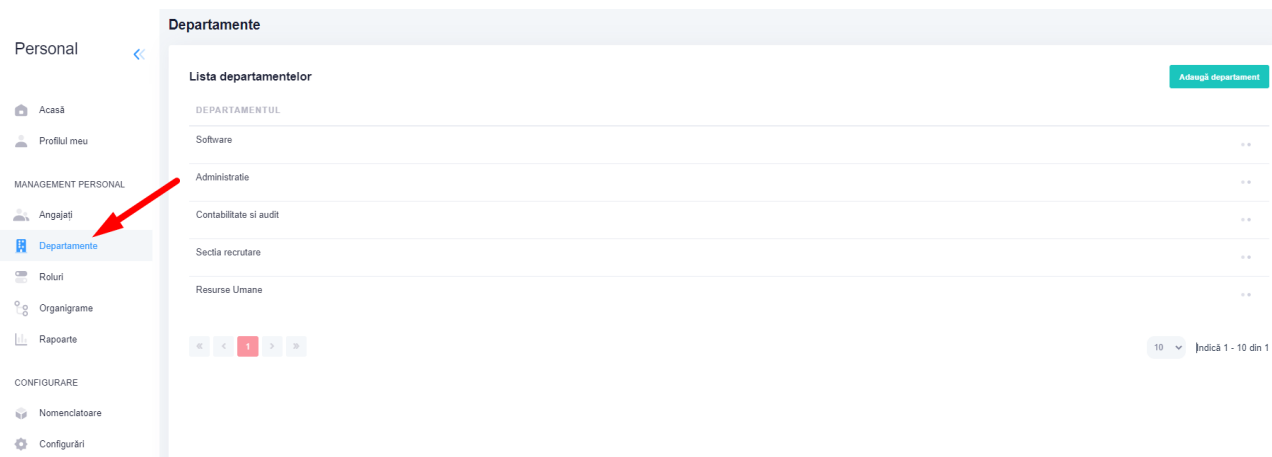 Departamente
Personal
Lista departamentelor
Adaugă departament
DEPARTAMENTUL
Acasă
Software
Profilul meu
Administratie
MANAGEMENT PERSONAL
Angajați
Contabilitate si audit
Departamente
Sectia recrutare
Roluri
Resurse Umane
Organigrame
Rapoarte
« < 1 > »
10 Indică 1 - 10 din 1
CONFIGURARE
Nomenclatoare
Configurări